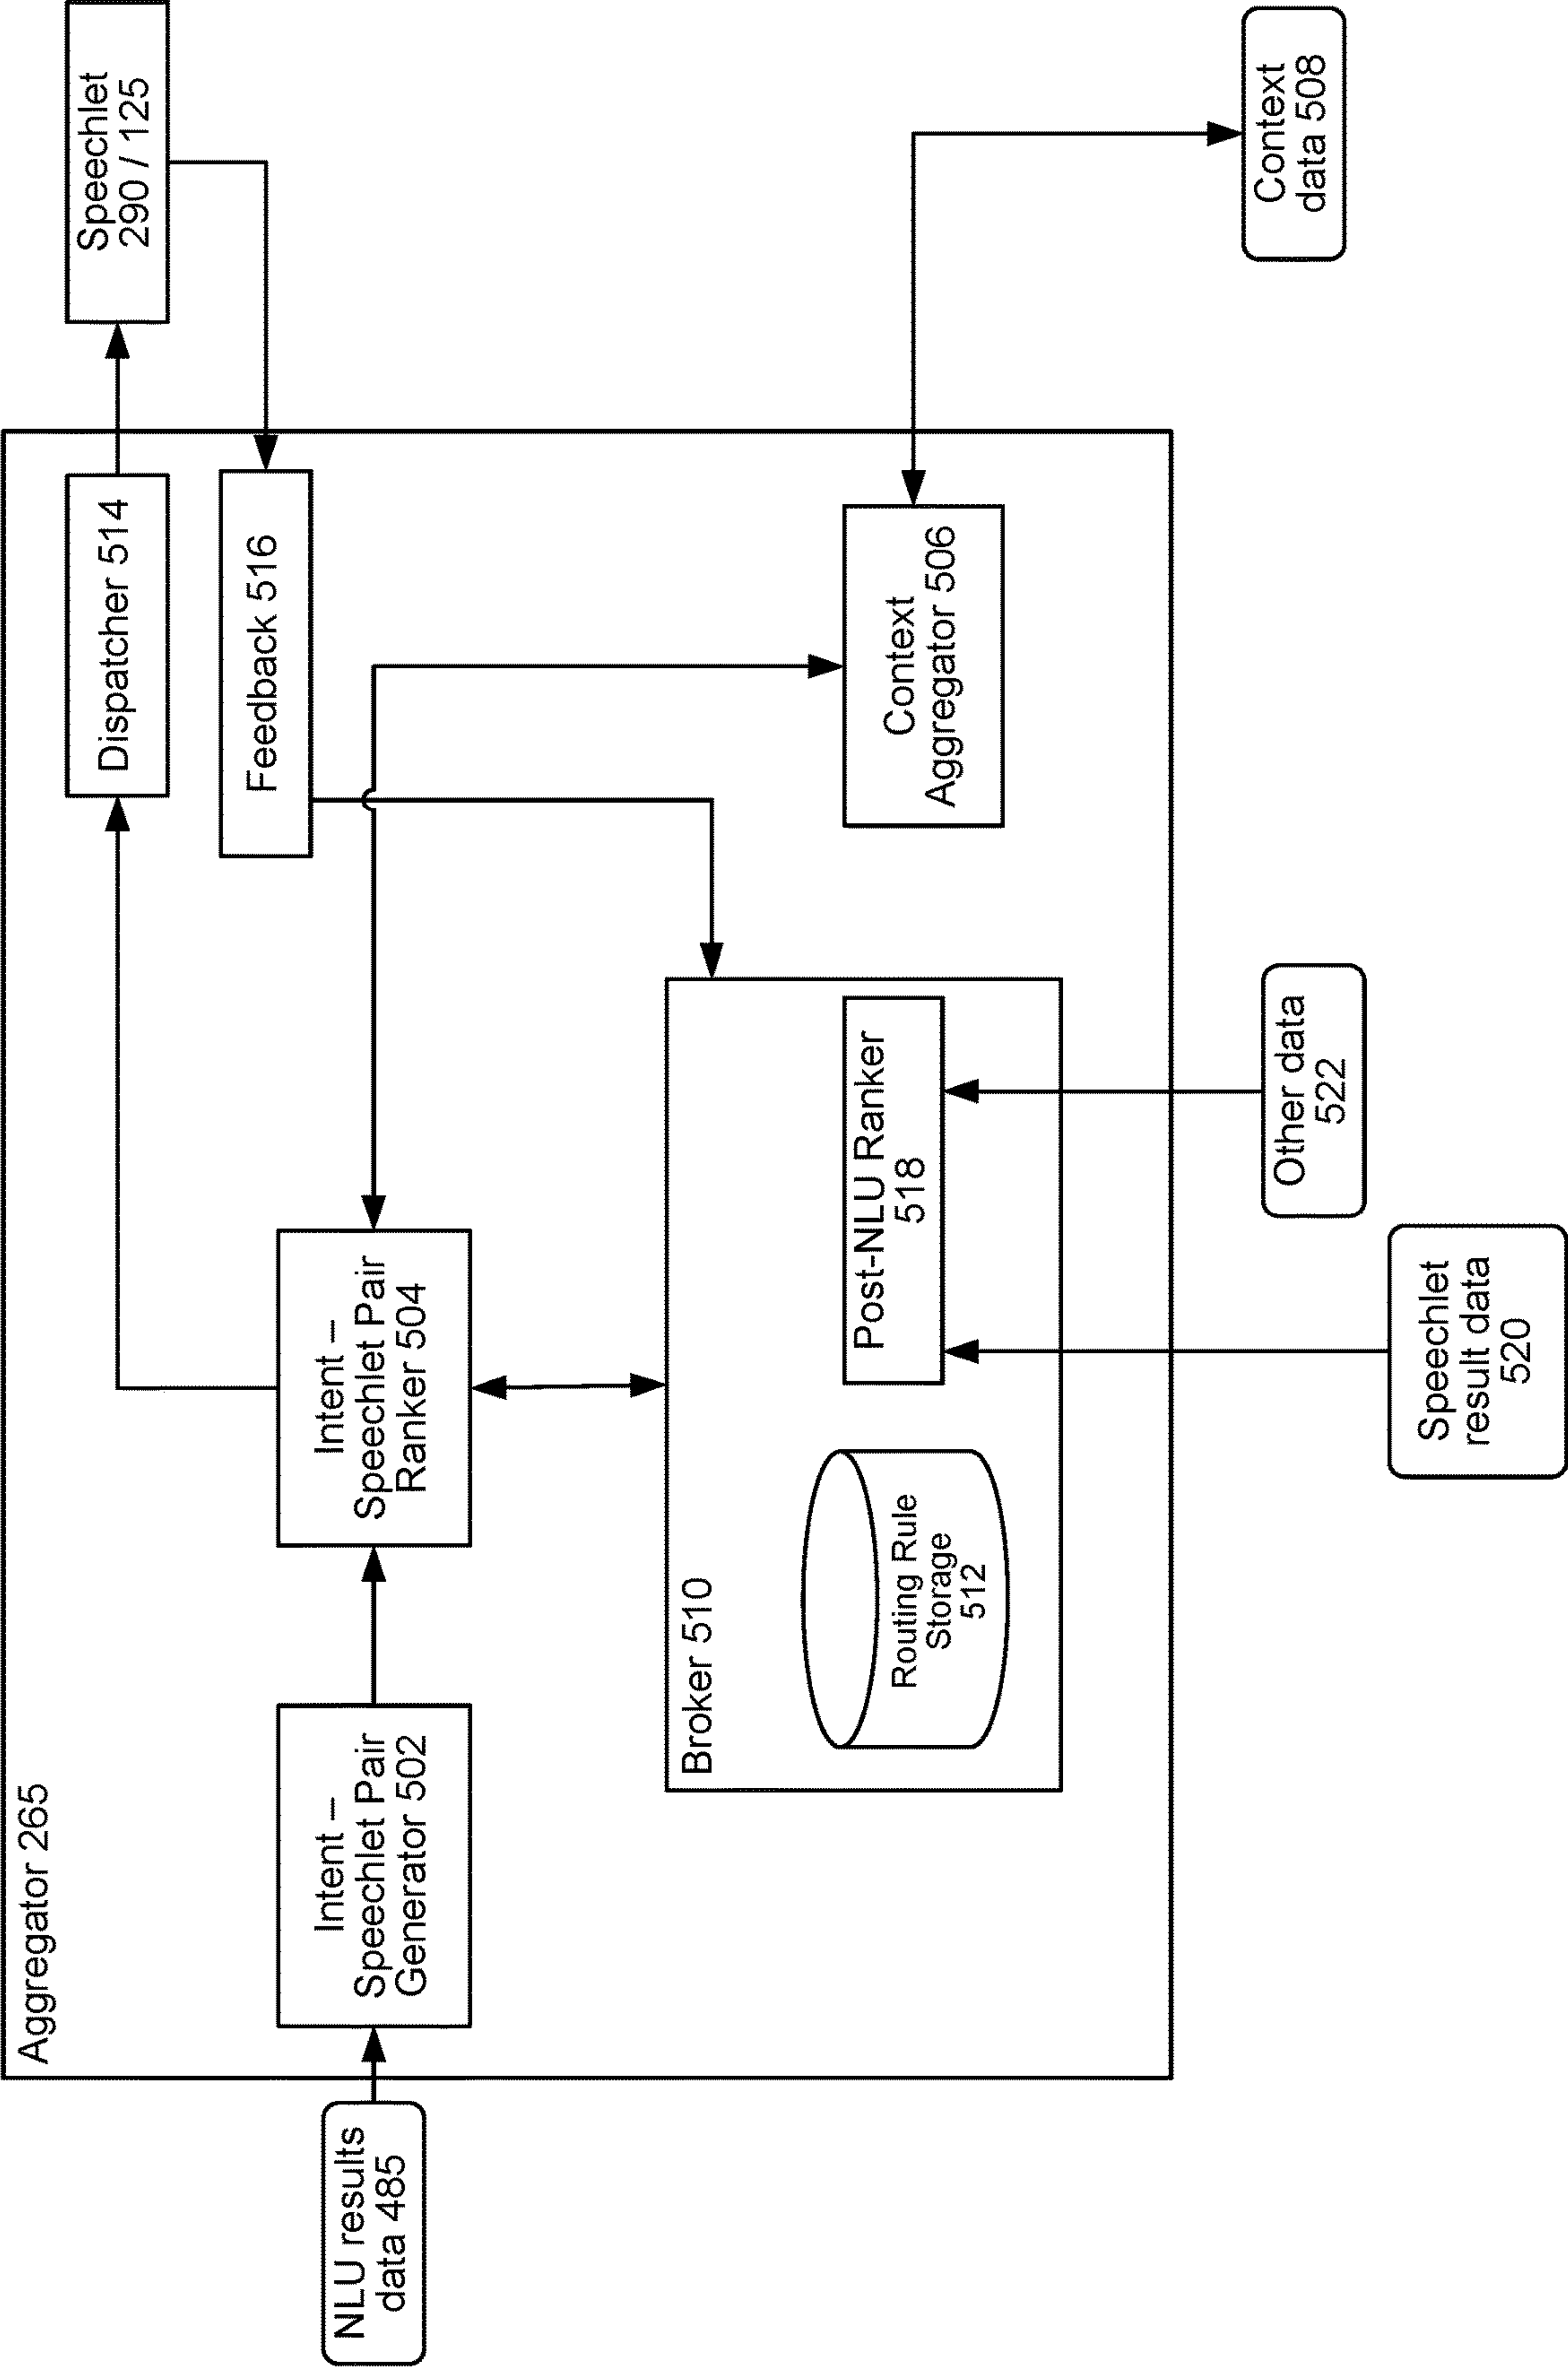 Aggregator 265
NLU results
data 485
Intent –
Speechlet Pair
Generator 502
Intent –
Speechlet Pair
Ranker 504
Dispatcher 514
Speechlet
290 / 125
Feedback 516
Broker 510
Routing Rule
Storage
512
Post-NLU Ranker
518
Context
Aggregator 506
Context
data 508
Speechlet
result data
520
Other data
522